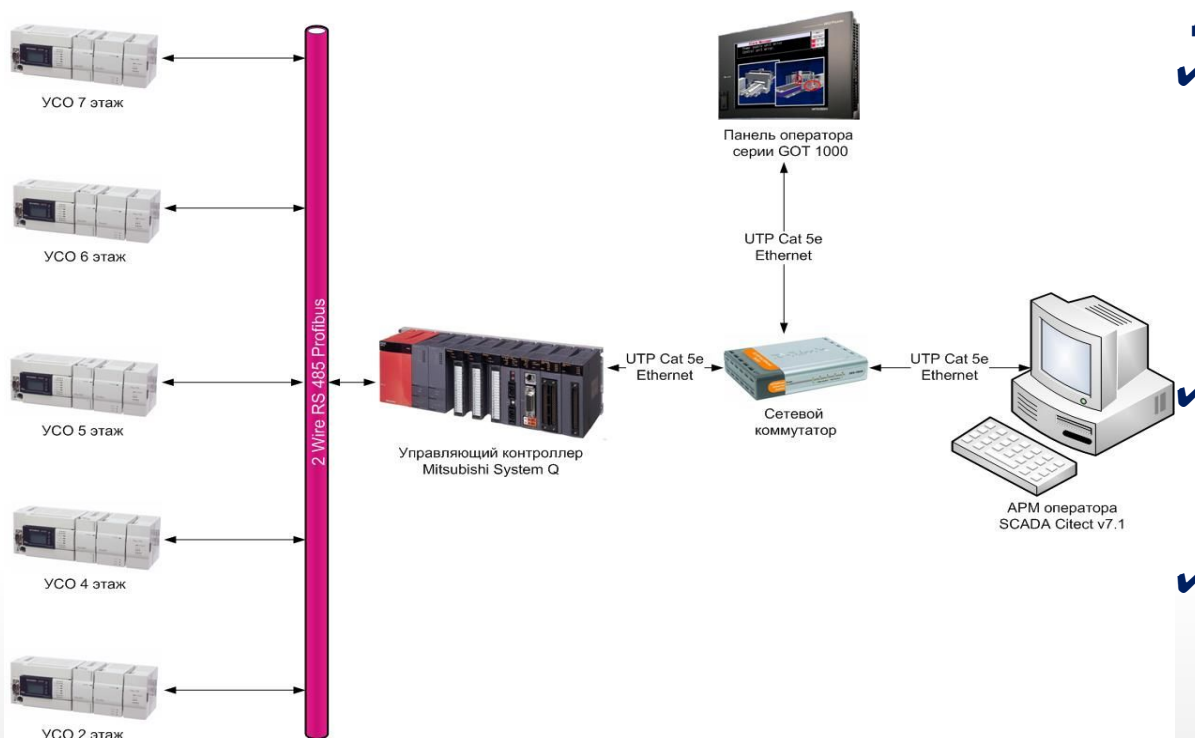 УСО 7 этаж
УСО 6 этаж
УСО 5 этаж
УСО 4 этаж
УСО 2 этаж
2 Wire RS 485 Profibus
Управляющий контроллер
Mitsubishi System Q
UTP Cat 5e
Ethernet
Панель оператора
серии GOT 1000
UTP Cat 5e
Ethernet
Сетевой
коммутатор
UTP Cat 5e
Ethernet
АРМ оператора
SCADA Citect v7.1